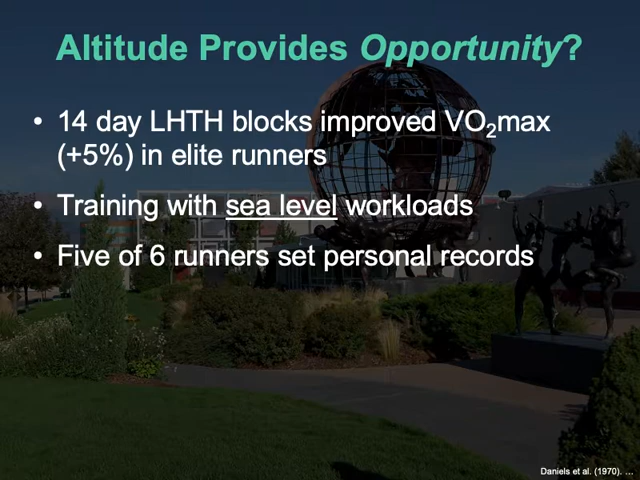 Altitude Provides Opportunity?
• 14 day LHTH blocks improved VO₂max
(+5%) in elite runners
• Training with sea level workloads
• Five of 6 runners set personal records
Daniels et al. (1970). ...